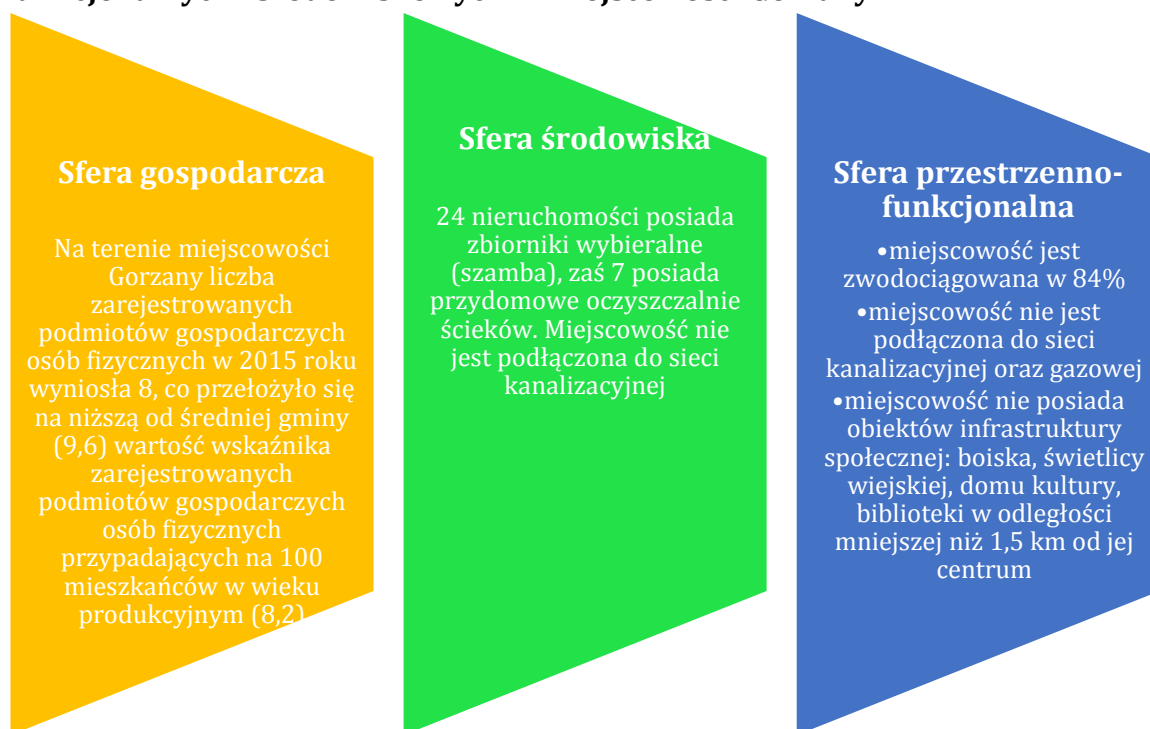 Sfera gospodarcza
Na terenie miejscowości
Gorzany liczba
zarejestrowanych
podmiotów gospodarczych
osób fizycznych w 2015 roku
wyniosła 8, co przełożyło się
na niższą od średniej gminy
(9,6) wartość wskaźnika
zarejestrowanych
podmiotów gospodarczych
osób fizycznych
przypadających na 100
mieszkańców w wieku
produkcyjnym (8,2)
Sfera środowiska
24 nieruchomości posiada
zbiorniki wybieralne
(szamba), zaś 7 posiada
przydomowe oczyszczalnie
ścieków. Miejscowość nie
jest podłączona do sieci
kanalizacyjnej
Sfera przestrzenno-
funkcjonalna
•miejscowość jest
zwodociągowana w 84%
•miejscowość nie jest
podłączona do sieci
kanalizacyjnej oraz gazowej
•miejscowość nie posiada
obiektów infrastruktury
społecznej: boiska, świetlicy
wiejskiej, domu kultury,
biblioteki w odległości
mniejszej niż 1,5 km od jej
centrum